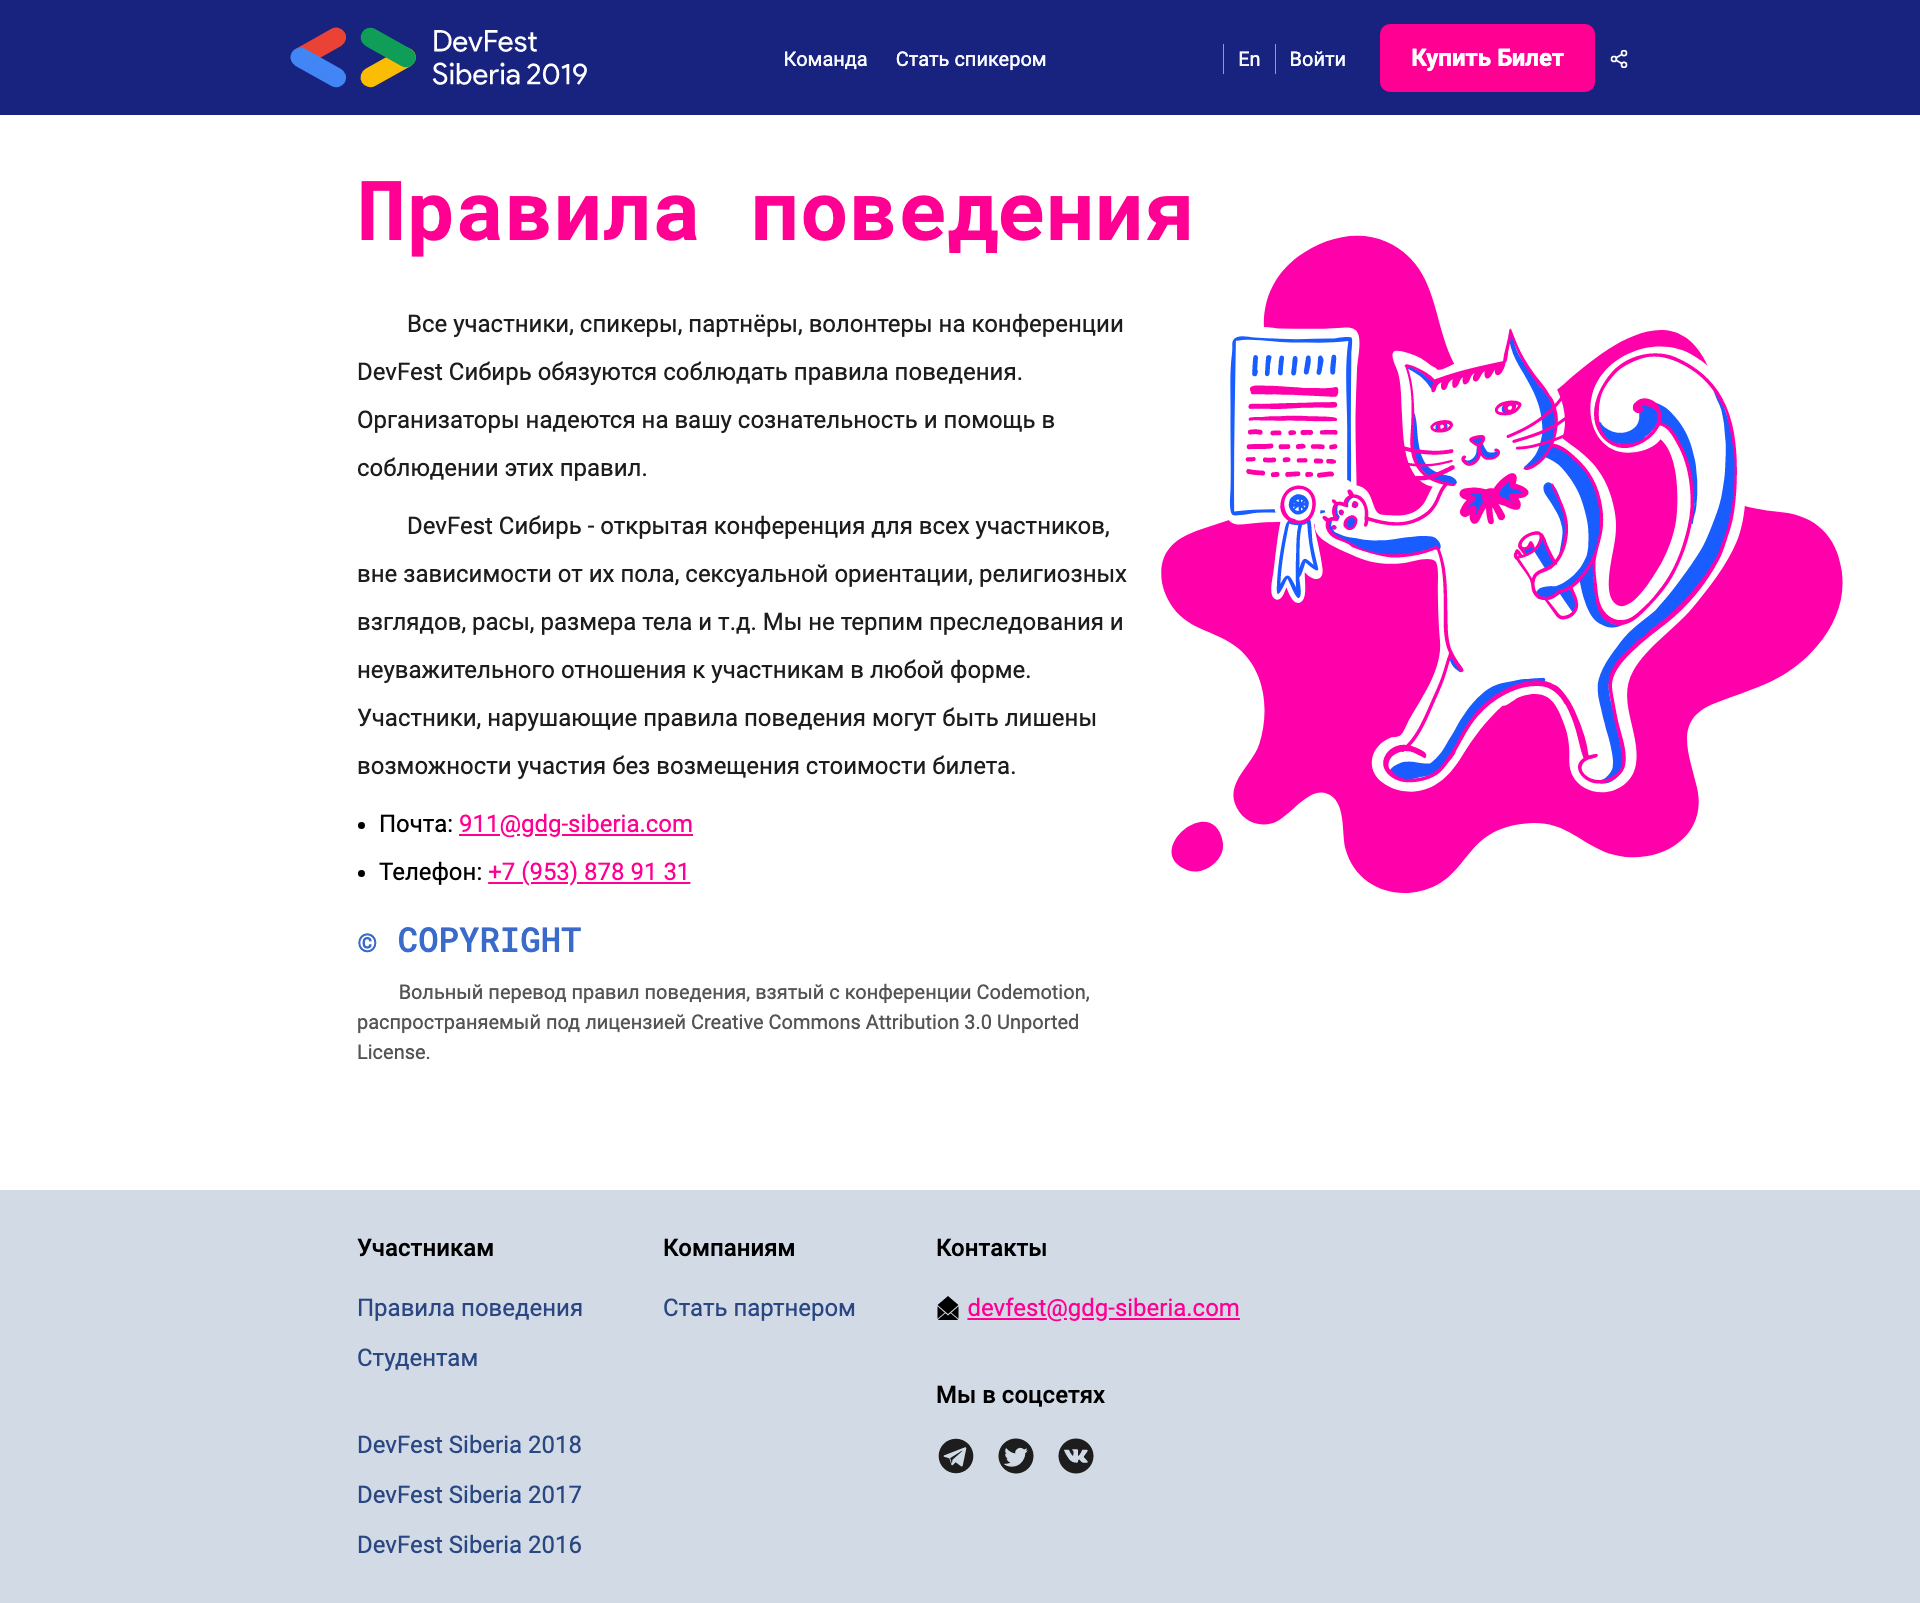 DevFest
Siberia 2019
Команда
Стать спикером
En
Войти
Купить Билет
Правила поведения
Все участники, спикеры, партнёры, волонтеры на конференции
DevFest Сибирь обязуются соблюдать правила поведения.
Организаторы надеются на вашу сознательность и помощь в
соблюдении этих правил.
DevFest Сибирь - открытая конференция для всех участников,
вне зависимости от их пола, сексуальной ориентации, религиозных
взглядов, расы, размера тела и т.д. Мы не терпим преследования и
неуважительного отношения к участникам в любой форме.
Участники, нарушающие правила поведения могут быть лишены
возможности участия без возмещения стоимости билета.
• Почта: 911@gdg-siberia.com
• Телефон: +7 (953) 878 91 31
© COPYRIGHT
Вольный перевод правил поведения, взятый с конференции Codemotion,
распространяемый под лицензией Creative Commons Attribution 3.0 Unported
License.
Участникам
Правила поведения
Студентам
DevFest Siberia 2018
DevFest Siberia 2017
DevFest Siberia 2016
Компаниям
Стать партнером
Контакты
devfest@gdg-siberia.com
Мы в соцсетях